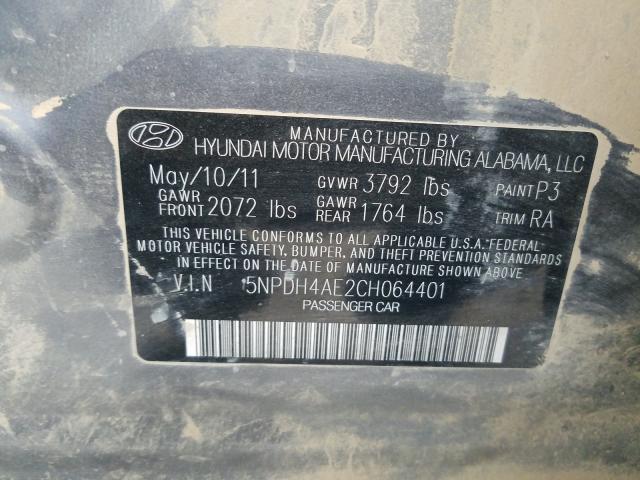 MANUFACTURED BY
HYUNDAI MOTOR MANUFACTURING ALABAMA, LLC
May/10/11 GVWR 3792 lbs PAINT P3
GAWR FRONT 2072 lbs GAWR REAR 1764 lbs TRIM RA
THIS VEHICLE CONFORMS TO ALL APPLICABLE U.S.A. FEDERAL
MOTOR VEHICLE SAFETY, BUMPER, AND THEFT PREVENTION STANDARDS
IN EFFECT ON THE DATE OF MANUFACTURE SHOWN ABOVE.
V.I.N 5NPDH4AE2CH064401
PASSENGER CAR